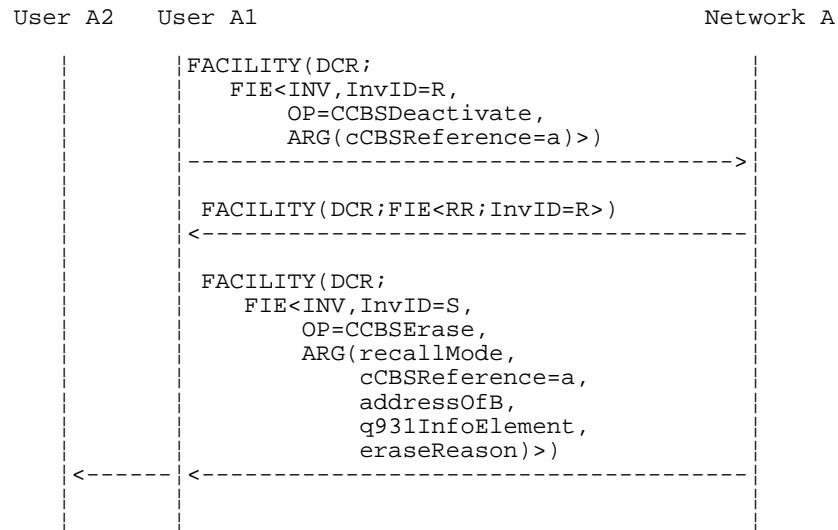 User A2 User A1 Network A
FACILITY(DCR;
FIE<INV,InvID=R,
OP=CCBSDeactivate,
ARG(cCBSReference=a)>)
FACILITY(DCR;FIE<RR;InvID=R>)
FACILITY(DCR;
FIE<INV,InvID=S,
OP=CCBSErase,
ARG(recallMode,
cCBSReference=a,
addressOfB,
q931InfoElement,
eraseReason)>)